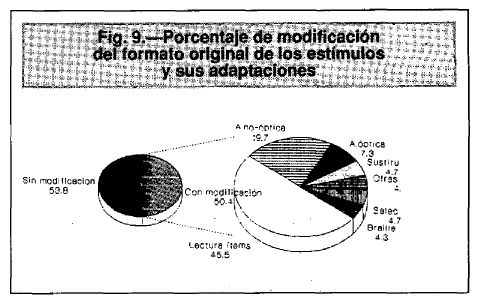 Fig. 9.—Porcentaje de modificación
del formato original de los estímulos
y sus adaptaciones
A no-óptica
19.7
A.óptica
7.3
Sustitu
4.7
Otras
4.
Sin modificacion
53.8
Con modificación
50.4
Selec
4.7
Braille
4.3
Lectura ítems
45.5